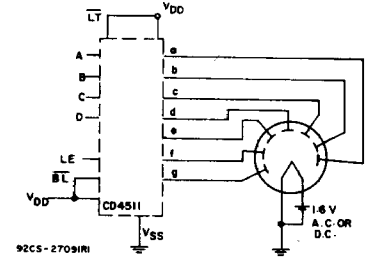 LT
VDD
A
B
C
D
LE
BL
VDD
CD4511
VSS
a
b
c
d
e
f
g
1·6 V
A.C. OR
D.C.
92CS-27091R1